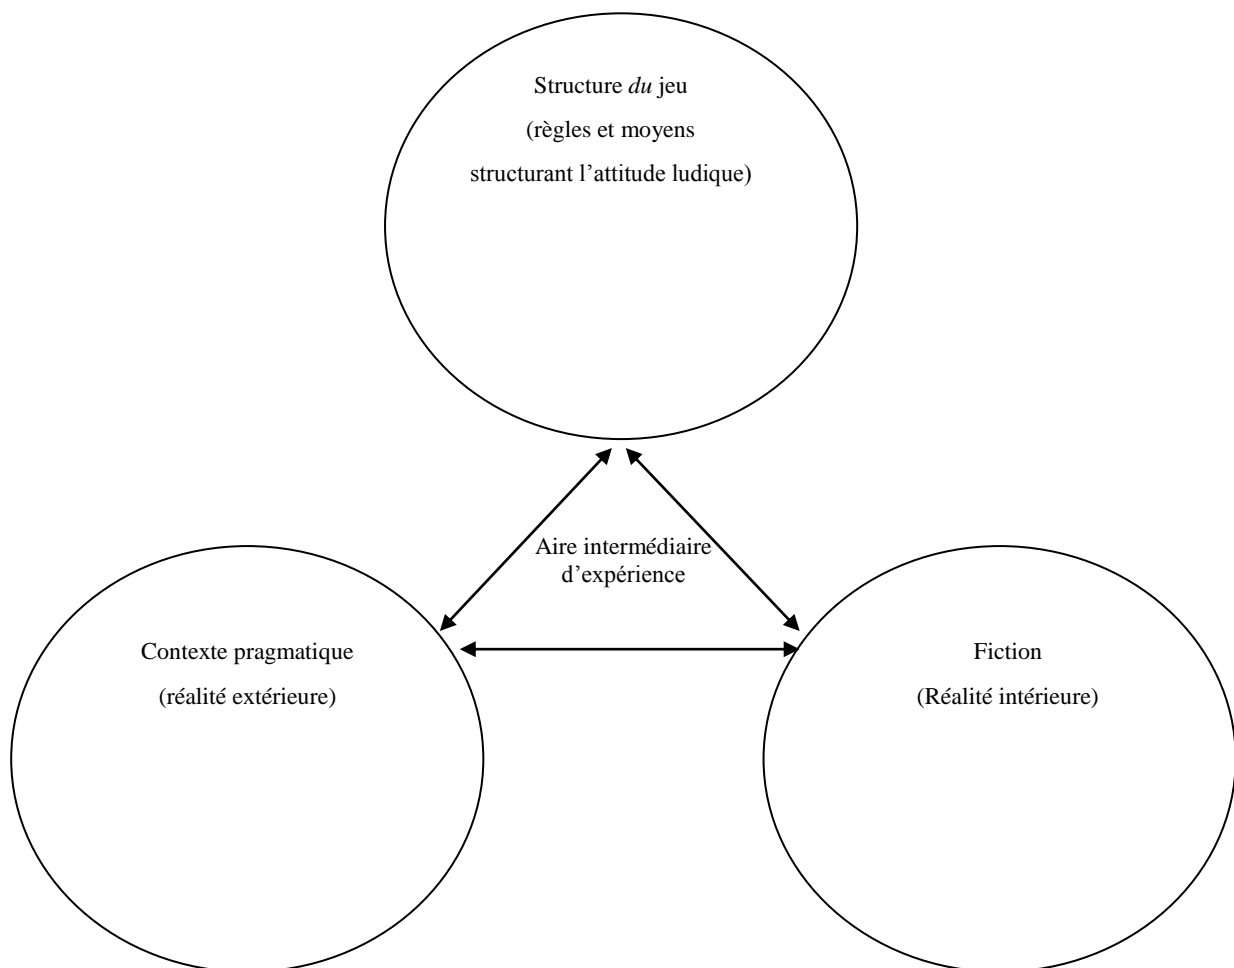 Structure du jeu
(règles et moyens
structurant l’attitude ludique)
Aire intermédiaire
d’expérience
Contexte pragmatique
(réalité extérieure)
Fiction
(Réalité intérieure)